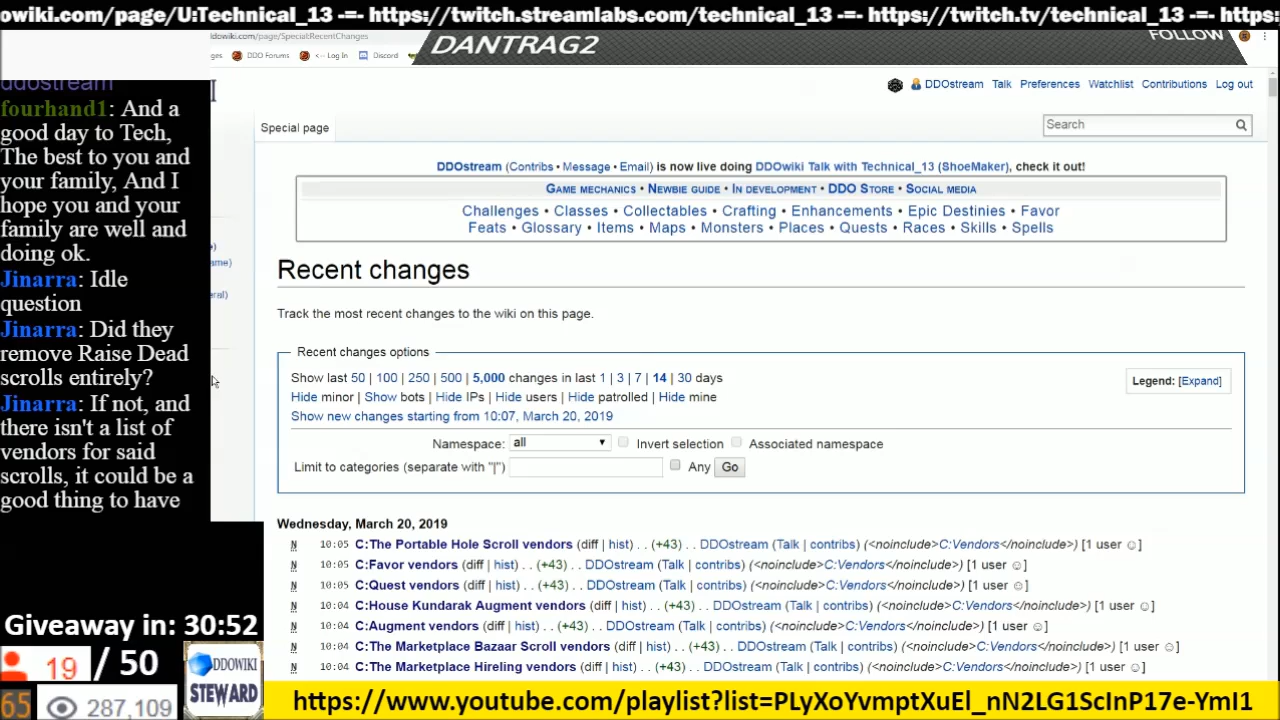 owiki.com/page/U:Technical_13 -=- https://twitch.streamlabs.com/technical_13 -=- https://twitch.tv/technical_13 -=- https:
owiki.com/page/Special:RecentChanges
DANTRAG2
FOLLOW
ges DDO Forums <-- Log In Discord
ddostream
fourhand1: And a
good day to Tech,
The best to you and
your family, And I
hope you and your
family are well and
doing ok.
Jinarra: Idle
question
Jinarra: Did they
remove Raise Dead
scrolls entirely?
Jinarra: If not, and
there isn't a list of
vendors for said
scrolls, it could be a
good thing to have
Giveaway in: 30:52
19 / 50
65 287,109
DDOWIKI
STEWARD
DDOstream Talk Preferences Watchlist Contributions Log out
Special page
Search
DDOstream (Contribs • Message • Email) is now live doing DDOwiki Talk with Technical_13 (ShoeMaker), check it out!
Game mechanics • Newbie guide • In development • DDO Store • Social media
Challenges • Classes • Collectables • Crafting • Enhancements • Epic Destinies • Favor
Feats • Glossary • Items • Maps • Monsters • Places • Quests • Races • Skills • Spells
Recent changes
Track the most recent changes to the wiki on this page.
Recent changes options
Show last 50 | 100 | 250 | 500 | 5,000 changes in last 1 | 3 | 7 | 14 | 30 days
Hide minor | Show bots | Hide IPs | Hide users | Hide patrolled | Hide mine
Show new changes starting from 10:07, March 20, 2019
Legend: [Expand]
Namespace: all Invert selection Associated namespace
Limit to categories (separate with "|") Any Go
Wednesday, March 20, 2019
N 10:05 C:The Portable Hole Scroll vendors (diff | hist) . . (+43) . . DDOstream (Talk | contribs) (<noinclude>C:Vendors</noinclude>) [1 user ☺]
N 10:05 C:Favor vendors (diff | hist) . . (+43) . . DDOstream (Talk | contribs) (<noinclude>C:Vendors</noinclude>) [1 user ☺]
N 10:05 C:Quest vendors (diff | hist) . . (+43) . . DDOstream (Talk | contribs) (<noinclude>C:Vendors</noinclude>) [1 user ☺]
N 10:04 C:House Kundarak Augment vendors (diff | hist) . . (+43) . . DDOstream (Talk | contribs) (<noinclude>C:Vendors</noinclude>) [1 user ☺]
N 10:04 C:Augment vendors (diff | hist) . . (+43) . . DDOstream (Talk | contribs) (<noinclude>C:Vendors</noinclude>) [1 user ☺]
N 10:04 C:The Marketplace Bazaar Scroll vendors (diff | hist) . . (+43) . . DDOstream (Talk | contribs) (<noinclude>C:Vendors</noinclude>) [1 user ☺]
N 10:04 C:The Marketplace Hireling vendors (diff | hist) . . (+43) . . DDOstream (Talk | contribs) (<noinclude>C:Vendors</noinclude>) [1 user ☺]
https://www.youtube.com/playlist?list=PLyXoYvmptXuEl_nN2LG1ScInP17e-YmI1